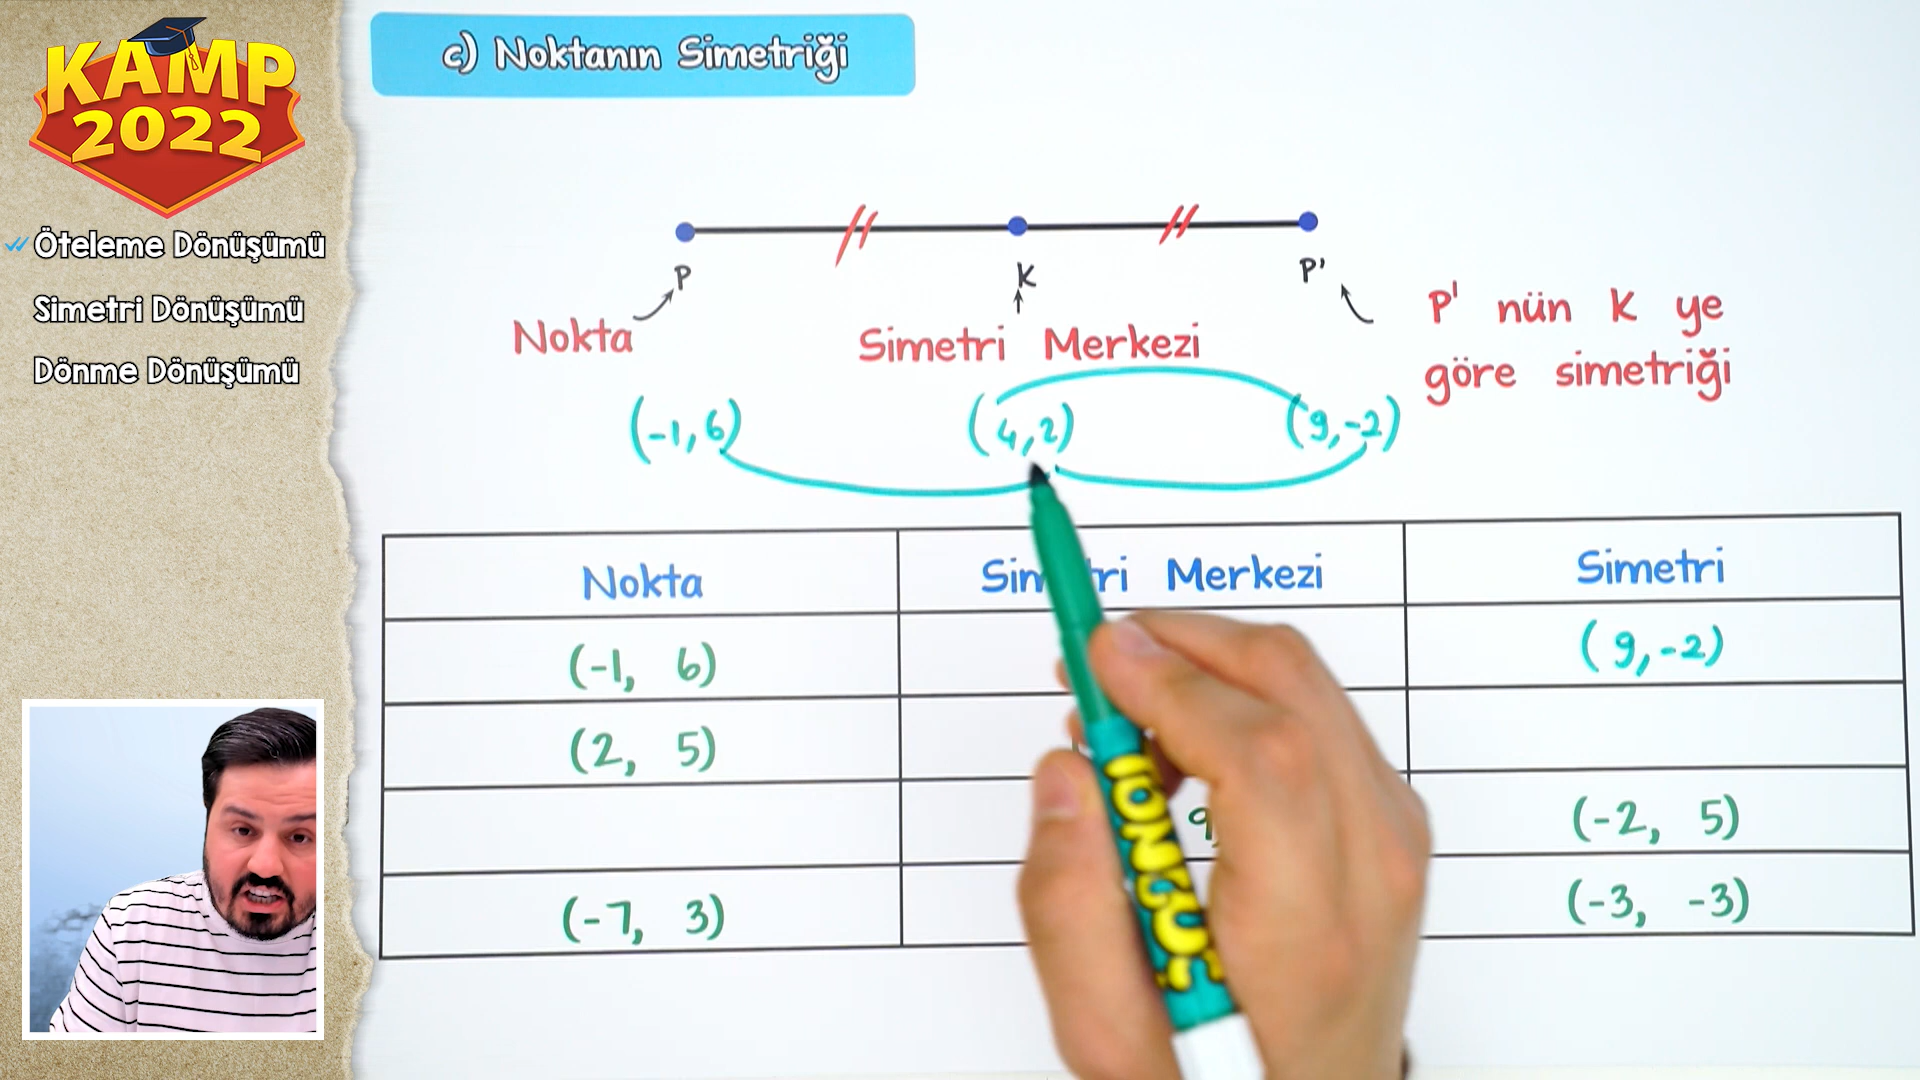 KAMP
2022
Öteleme Dönüşümü
Simetri Dönüşümü
Dönme Dönüşümü
c) Noktanın Simetriği
P K P'
Nokta
Simetri Merkezi
P' nün K ye
göre simetriği
(-1, 6) (4,2) (9,-2)
Nokta Merkezi Simetri
(-1, 6) (9,-2)
(2, 5)
(-2, 5)
(-7, 3) (-3, -3)